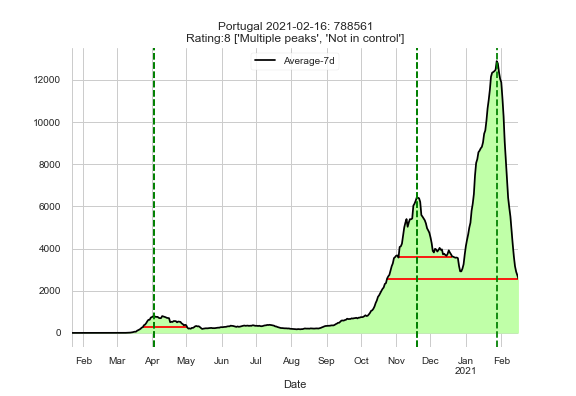 Portugal 2021-02-16: 788561
Rating:8 ['Multiple peaks', 'Not in control']
Average-7d
12000
10000
8000
6000
4000
2000
0
Feb Mar Apr May Jun Jul Aug Sep Oct Nov Dec Jan Feb
2021
Date